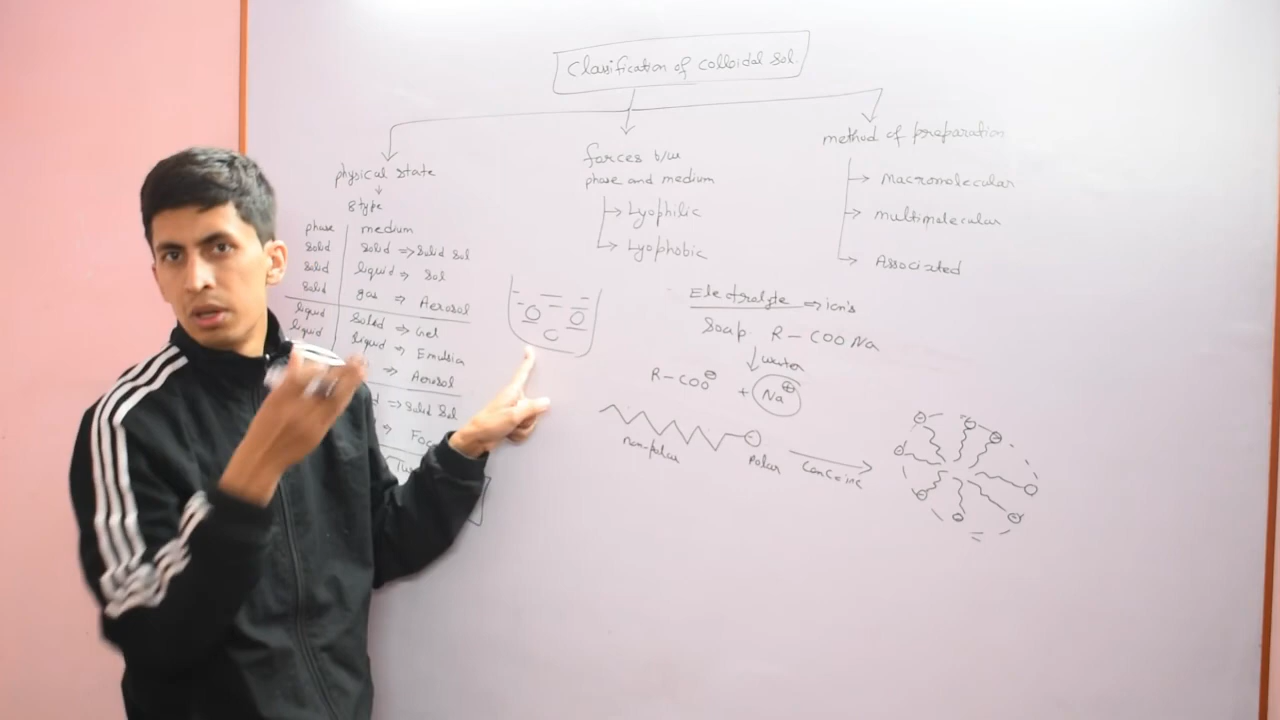 Classification of colloidal sol.
physical state
8 type
phase medium
solid solid ⇒ solid sol
solid liquid ⇒ sol
solid gas ⇒ Aerosol
liquid solid ⇒ Gel
liquid liquid ⇒ Emulsion
⇒ Aerosol
⇒ solid sol
⇒
forces b/w
phase and medium
Lyophilic
Lyophobic
method of preparation
macromolecular
multimolecular
Associated
Electrolyte ⇒ ion's
Soap. R - COONa
water
R-COO⊖ + Na⊕
non-polar polar
Conc. inc